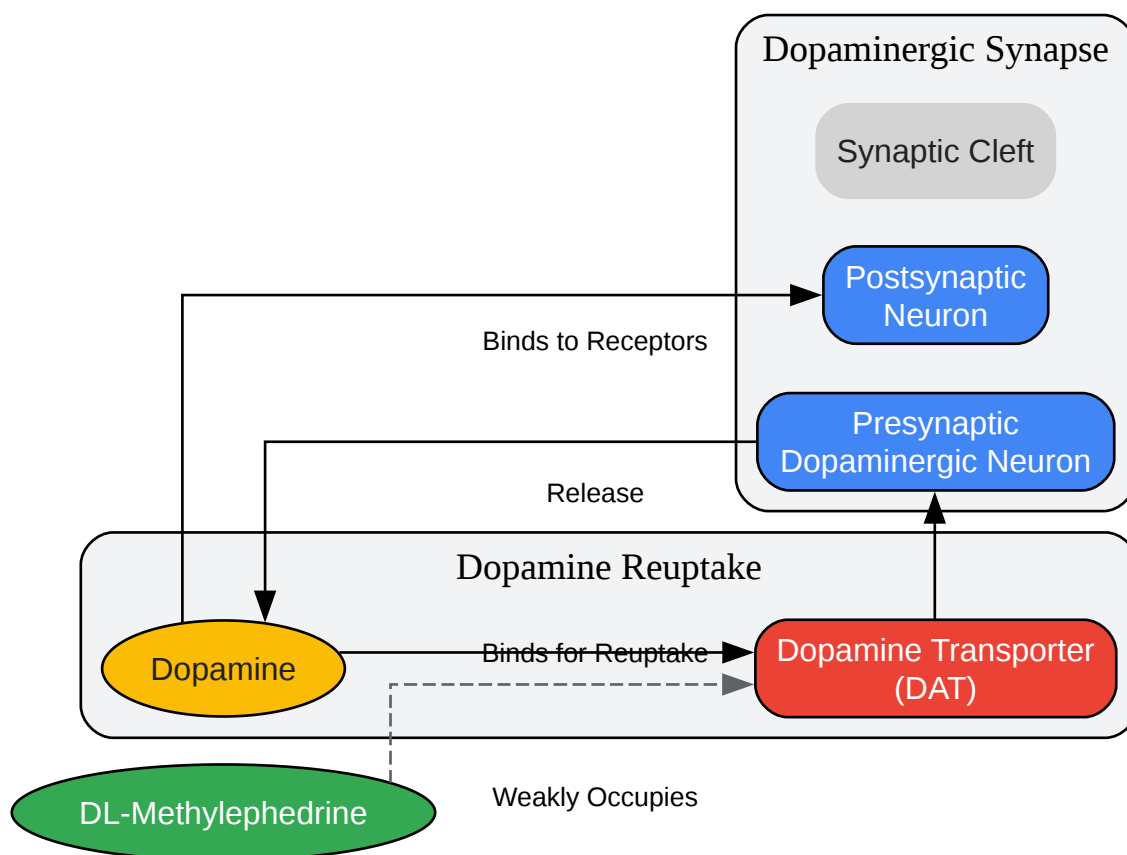 Dopaminergic Synapse
Synaptic Cleft
Postsynaptic
Neuron
Binds to Receptors
Presynaptic
Dopaminergic Neuron
Release
Dopamine Reuptake
Dopamine
Binds for Reuptake
Dopamine Transporter
(DAT)
DL-Methylephedrine
Weakly Occupies